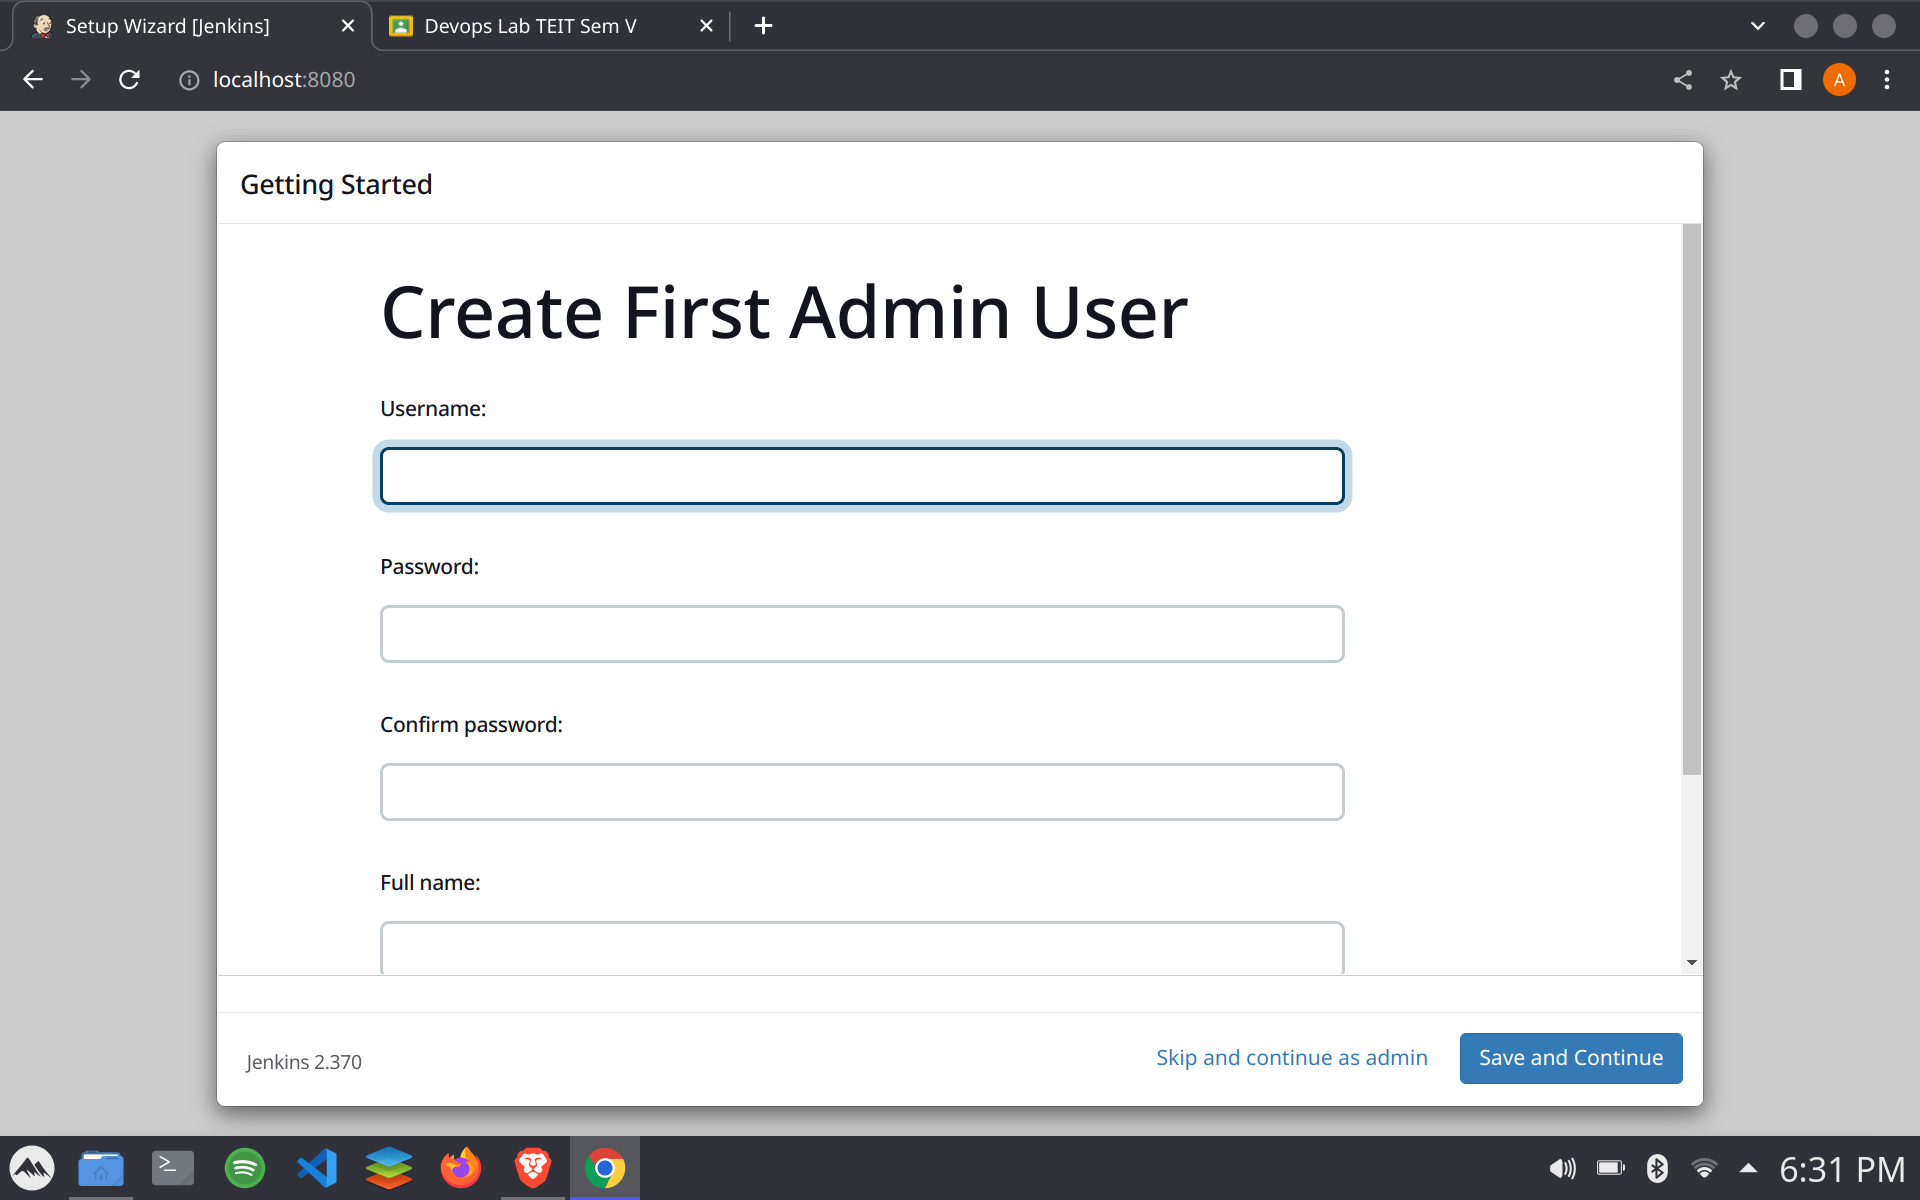 Setup Wizard [Jenkins]
Devops Lab TEIT Sem V
localhost:8080
A
Getting Started
Create First Admin User
Username:
Password:
Confirm password:
Full name:
Jenkins 2.370
Skip and continue as admin
Save and Continue
6:31 PM